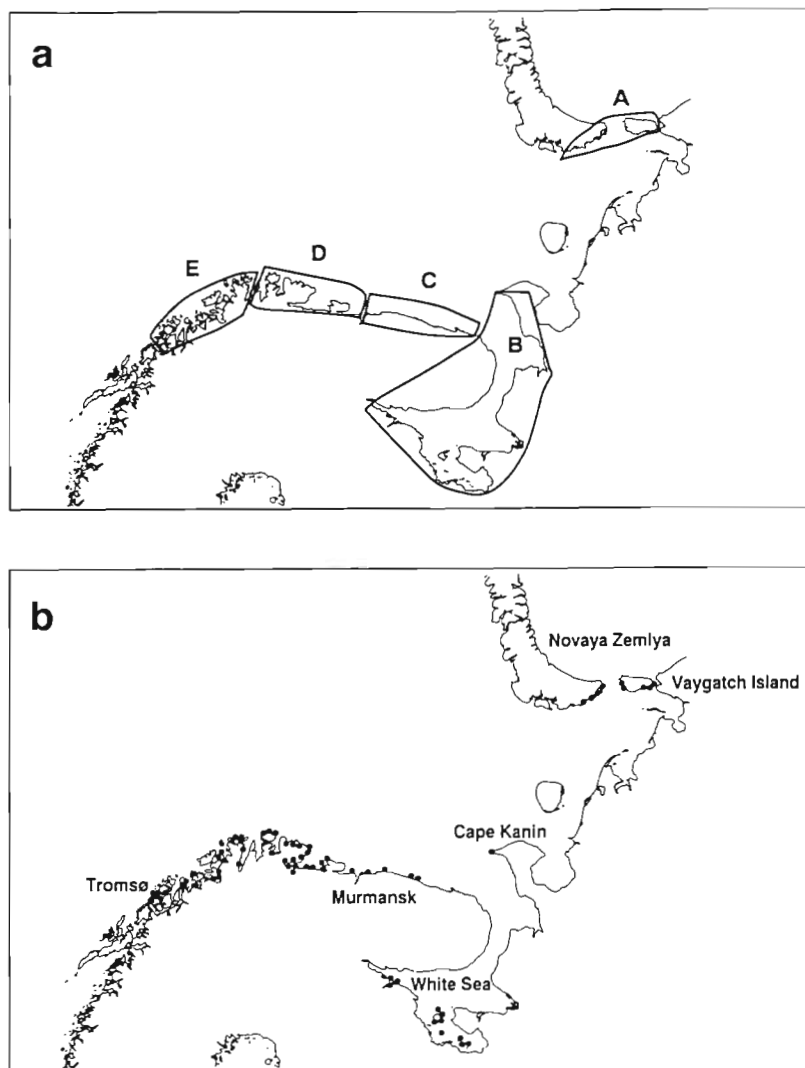 a
A
E
D
C
B
b
Novaya Zemlya
Vaygatch Island
Cape Kanin
Tromsø
Murmansk
White Sea